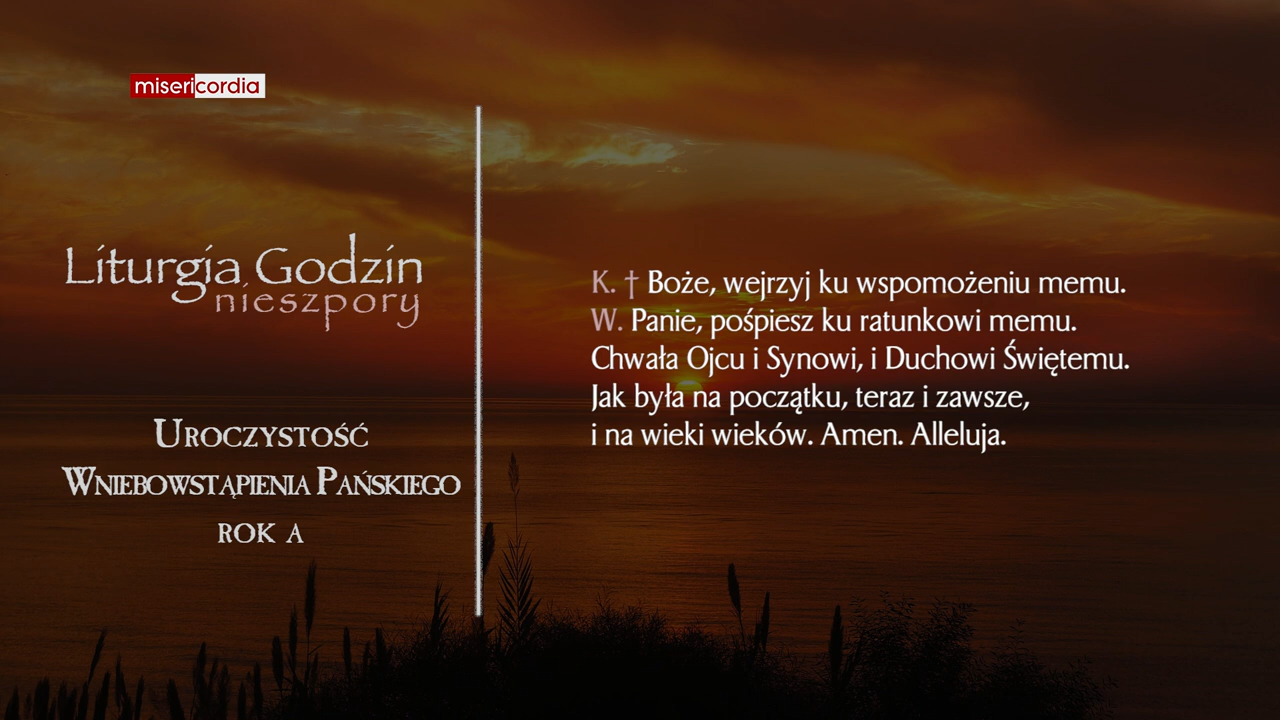 misericordia
Liturgia Godzin
nieszpory
Uroczystość
Wniebowstąpienia Pańskiego
rok A
K. † Boże, wejrzyj ku wspomożeniu memu.
W. Panie, pośpiesz ku ratunkowi memu.
Chwała Ojcu i Synowi, i Duchowi Świętemu.
Jak była na początku, teraz i zawsze,
i na wieki wieków. Amen. Alleluja.